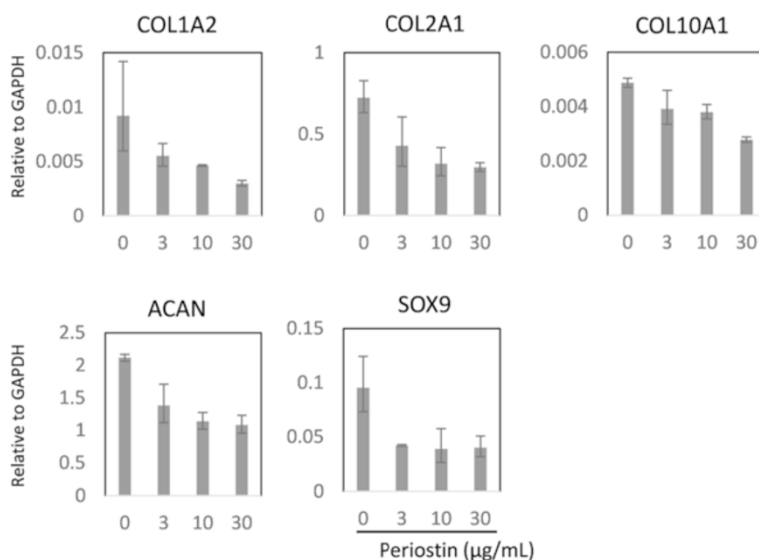 COL1A2 COL2A1 COL10A1
Relative to GAPDH
0.015 1 0.006
0.01 0.004
0.5
0.005 0.002
0 0 0
0 3 10 30 0 3 10 30 0 3 10 30
ACAN SOX9
Relative to GAPDH
2.5 0.15
2
1.5 0.1
1 0.05
0.5
0 0
0 3 10 30 0 3 10 30
Periostin (µg/mL)